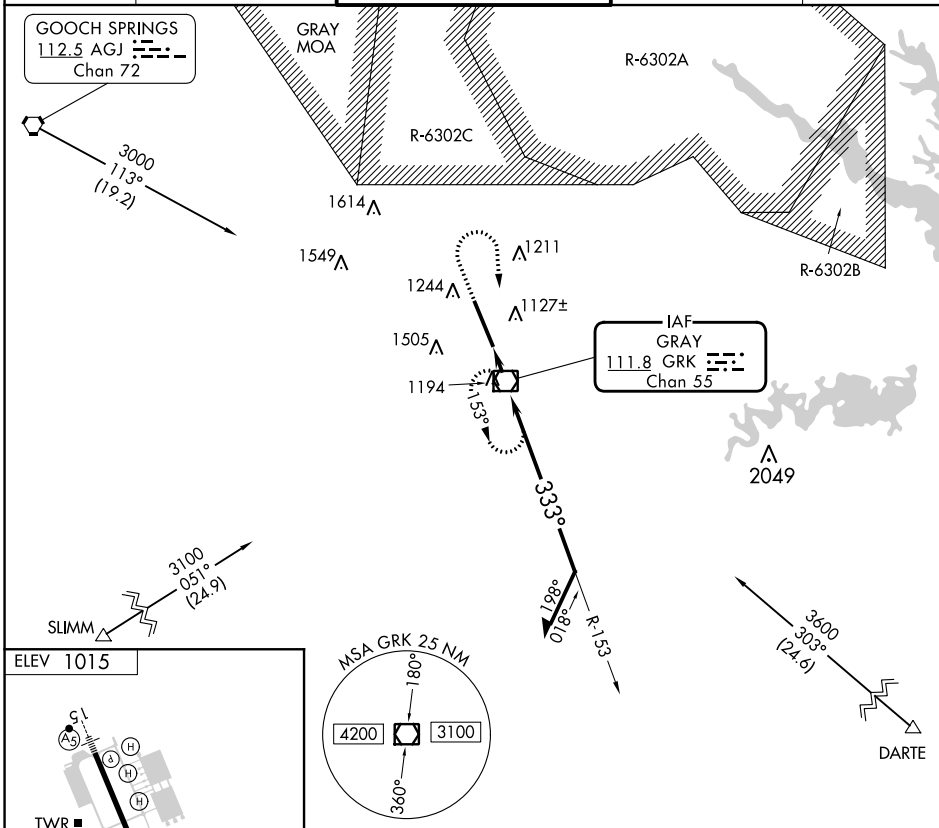 GOOCH SPRINGS
112.5 AGJ
Chan 72
GRAY
MOA
R-6302A
R-6302C
R-6302B
3000
113°
(19.2)
1614
1549
1211
1244
1127±
1505
1194
153°
IAF
GRAY
111.8 GRK
Chan 55
2049
333°
198°
018°
R-153
3100
051°
(24.9)
SLIMM
3600
303°
(24.6)
DARTE
MSA GRK 25 NM
180°
4200
3100
360°
ELEV 1015
15
A5
P
H
H
H
TWR